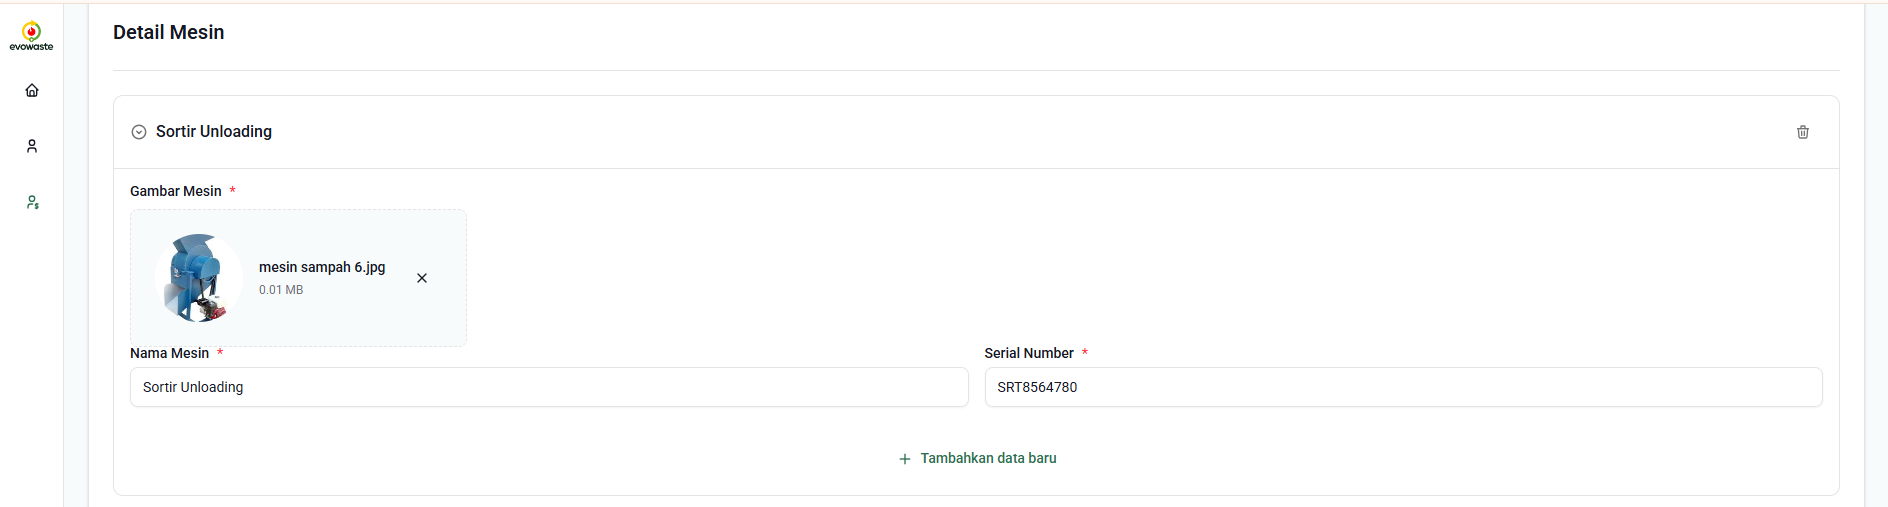 evowaste
Detail Mesin
Sortir Unloading
Gambar Mesin *
mesin sampah 6.jpg
0.01 MB
Nama Mesin *
Serial Number *
Sortir Unloading
SRT8564780
+ Tambahkan data baru